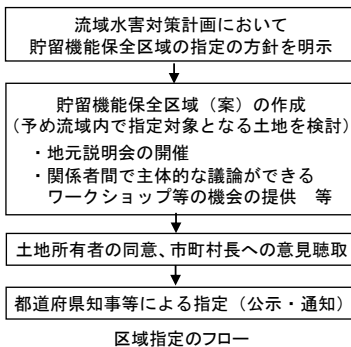 流域水害対策計画において
貯留機能保全区域の指定の方針を明示
貯留機能保全区域（案）の作成
（予め流域内で指定対象となる土地を検討）
・地元説明会の開催
・関係者間で主体的な議論ができる
ワークショップ等の機会の提供　等
土地所有者の同意、市町村長への意見聴取
都道府県知事等による指定（公示・通知）
区域指定のフロー